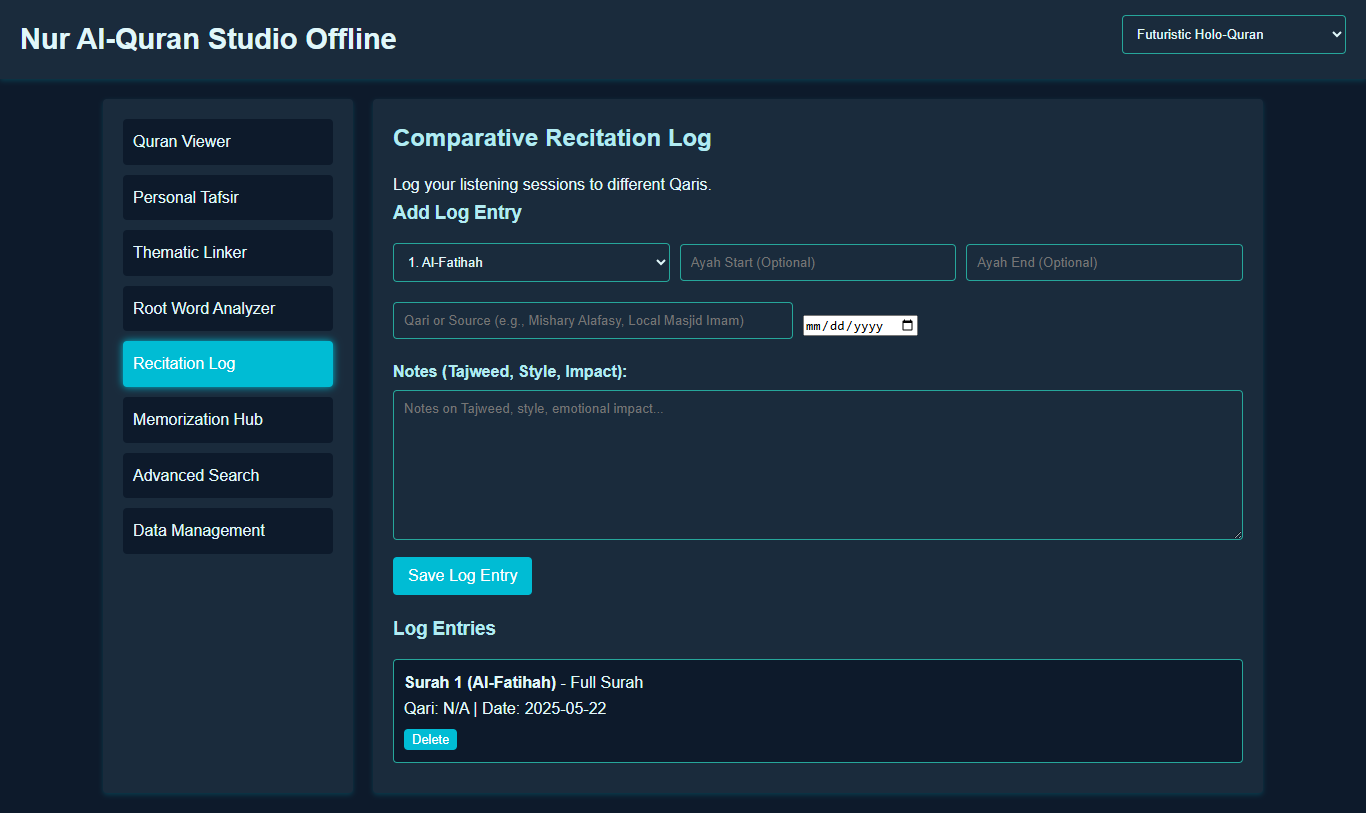 Nur Al-Quran Studio Offline
Futuristic Holo-Quran
Quran Viewer
Personal Tafsir
Thematic Linker
Root Word Analyzer
Recitation Log
Memorization Hub
Advanced Search
Data Management
Comparative Recitation Log
Log your listening sessions to different Qaris.
Add Log Entry
1. Al-Fatihah
Ayah Start (Optional)
Ayah End (Optional)
Qari or Source (e.g., Mishary Alafasy, Local Masjid Imam)
mm/dd/yyyy
Notes (Tajweed, Style, Impact):
Notes on Tajweed, style, emotional impact...
Save Log Entry
Log Entries
Surah 1 (Al-Fatihah) - Full Surah
Qari: N/A | Date: 2025-05-22
Delete